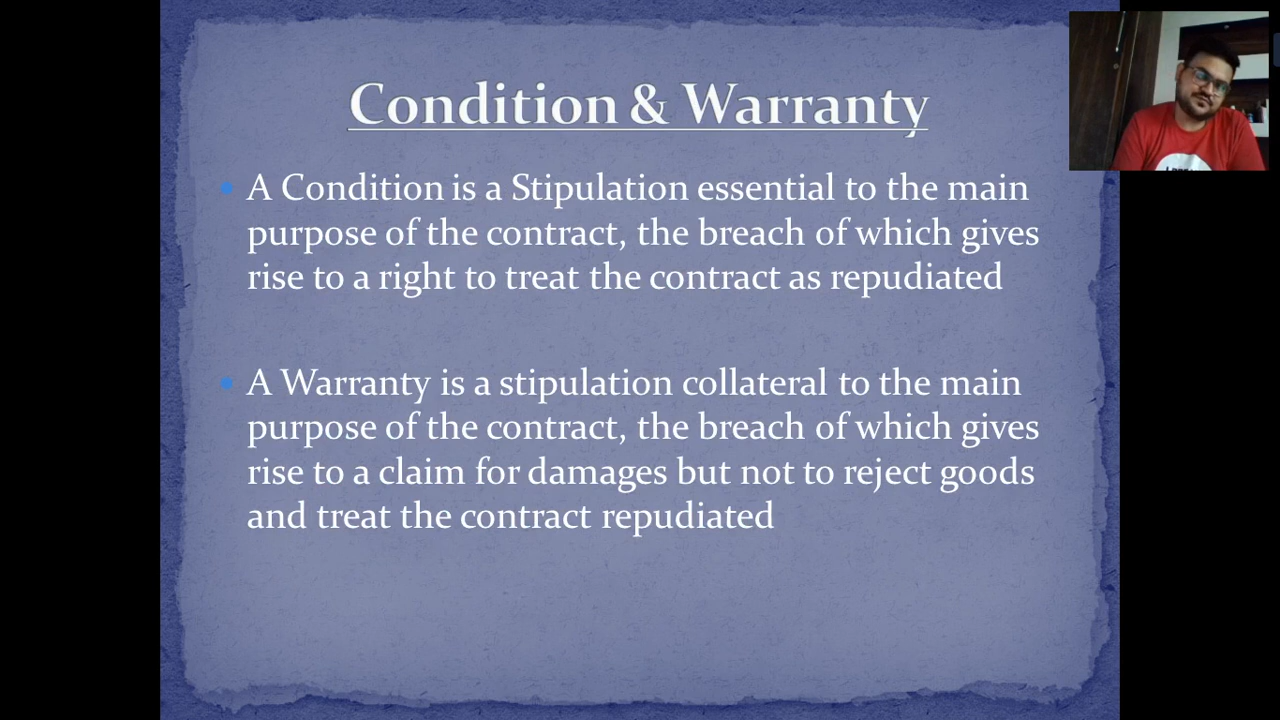 Condition & Warranty
A Condition is a Stipulation essential to the main
purpose of the contract, the breach of which gives
rise to a right to treat the contract as repudiated
A Warranty is a stipulation collateral to the main
purpose of the contract, the breach of which gives
rise to a claim for damages but not to reject goods
and treat the contract repudiated